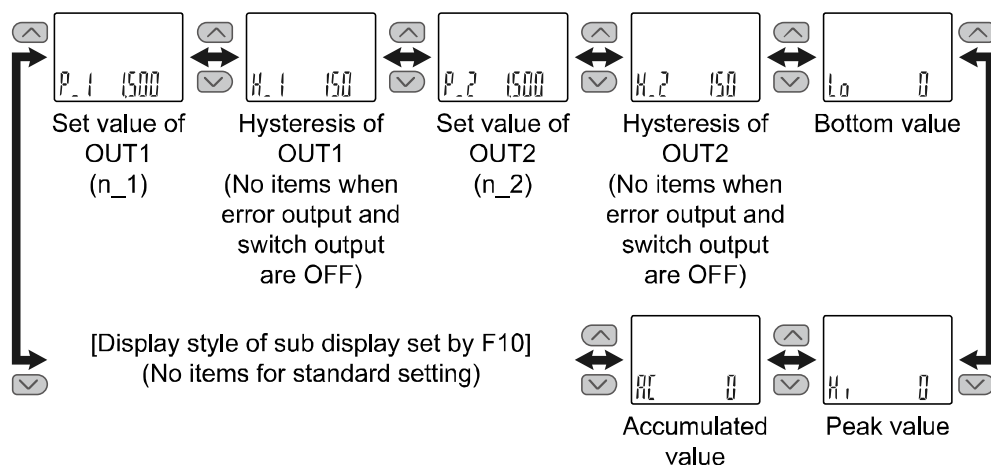 P_1 1,500
H_1 150
P_2 1,500
H_2 150
Lo 0
Set value of
OUT1
(n_1)
Hysteresis of
OUT1
(No items when
error output and
switch output
are OFF)
Set value of
OUT2
(n_2)
Hysteresis of
OUT2
(No items when
error output and
switch output
are OFF)
Bottom value
[Display style of sub display set by F10]
(No items for standard setting)
AC 0
Hi 0
Accumulated
value
Peak value